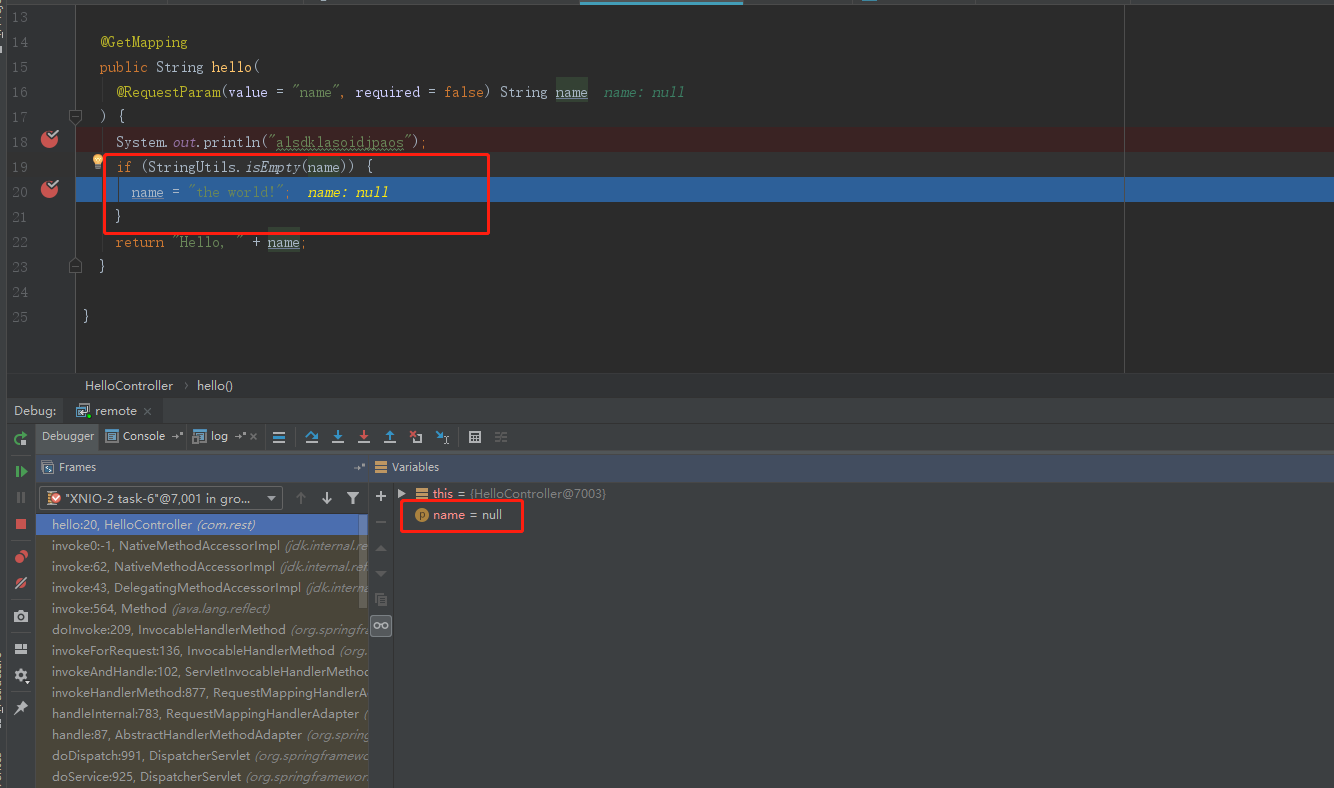 13
14 @GetMapping
15 public String hello(
16 @RequestParam(value = "name", required = false) String name name: null
17 ) {
18 System.out.println("alsdklasoidjpaos");
19 if (StringUtils.isEmpty(name)) {
20 name = "the world!"; name: null
21 }
22 return "Hello, " + name;
23 }
24
25 }
HelloController › hello()
Debug: remote ×
Debugger Console log ×
Frames Variables
"XNIO-2 task-6"@7,001 in gro...
this = {HelloController@7003}
p name = null
hello:20, HelloController (com.rest)
invoke0:-1, NativeMethodAccessorImpl (jdk.internal.re
invoke:62, NativeMethodAccessorImpl (jdk.internal.ref
invoke:43, DelegatingMethodAccessorImpl (jdk.interna
invoke:564, Method (java.lang.reflect)
doInvoke:209, InvocableHandlerMethod (org.springfra
invokeForRequest:136, InvocableHandlerMethod (org.
invokeAndHandle:102, ServletInvocableHandlerMethod
invokeHandlerMethod:877, RequestMappingHandlerA
handleInternal:783, RequestMappingHandlerAdapter (
handle:87, AbstractHandlerMethodAdapter (org.spring
doDispatch:991, DispatcherServlet (org.springframewo
doService:925, DispatcherServlet (org.springframewor